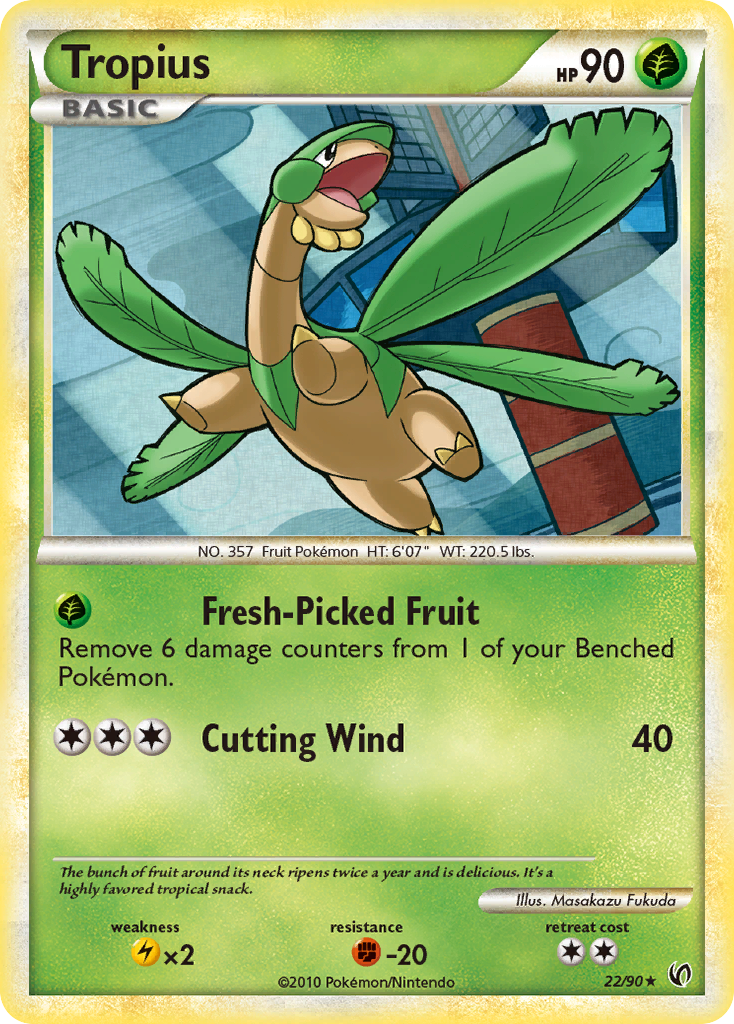 Tropius
HP 90
BASIC
NO. 357 Fruit Pokémon HT: 6'07" WT: 220.5 lbs.
Fresh-Picked Fruit
Remove 6 damage counters from 1 of your Benched
Pokémon.
Cutting Wind 40
The bunch of fruit around its neck ripens twice a year and is delicious. It's a
highly favored tropical snack.
Illus. Masakazu Fukuda
weakness resistance retreat cost
×2 -20
©2010 Pokémon/Nintendo
22/90★